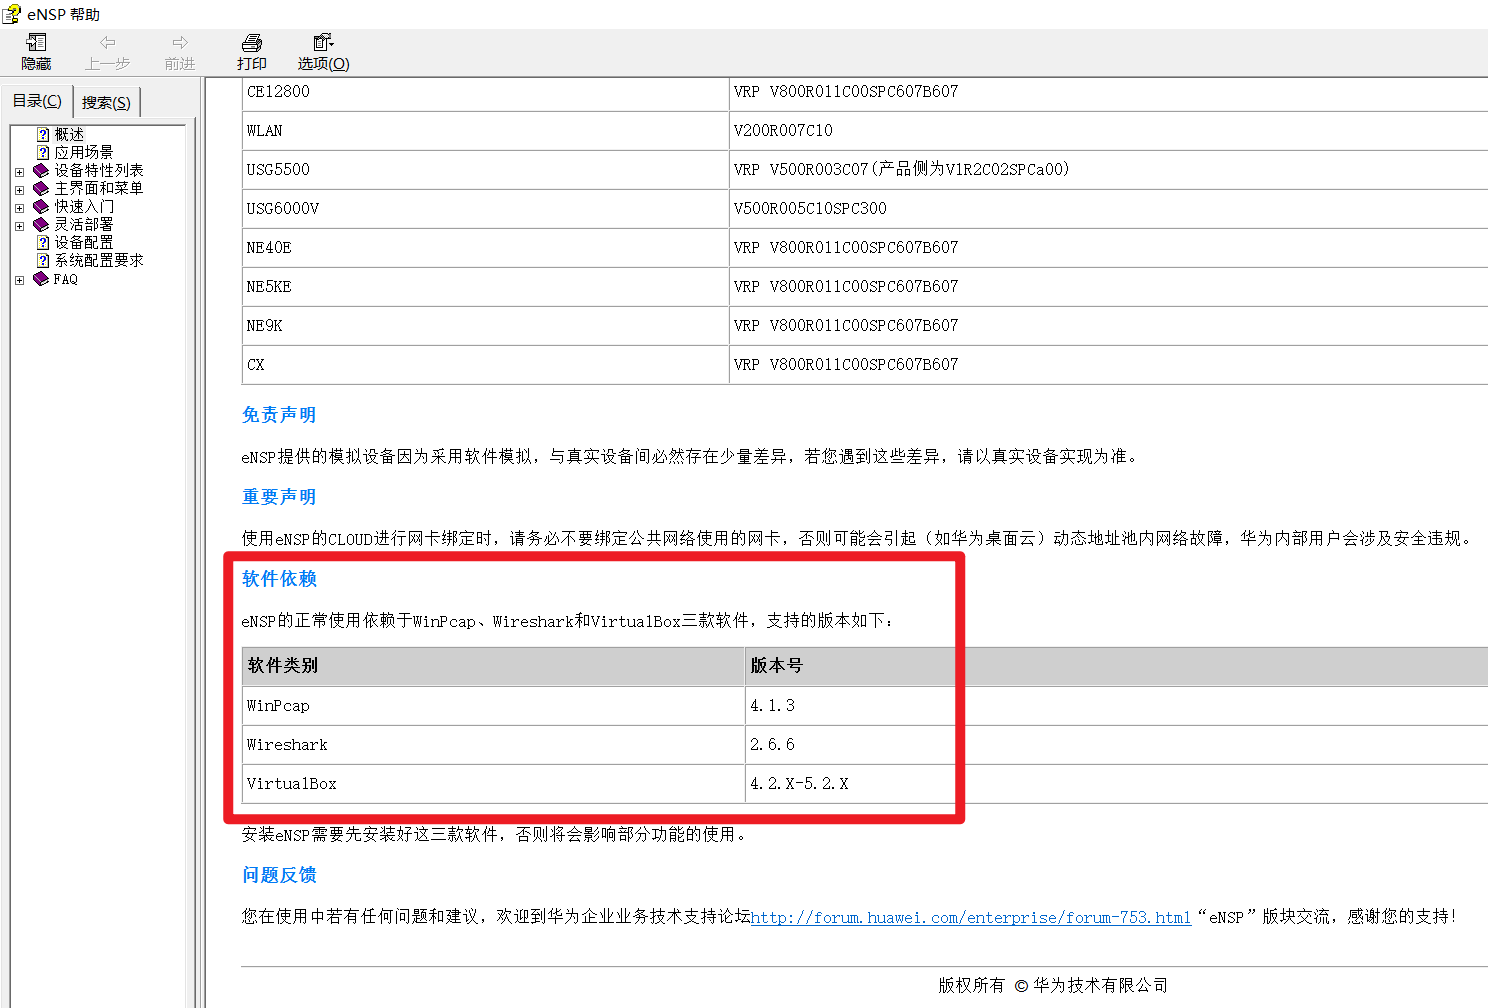 eNSP 帮助
隐藏 上一步 前进 打印 选项(O)
目录(C) 搜索(S)
概述
应用场景
设备特性列表
主界面和菜单
快速入门
灵活部署
设备配置
系统配置要求
FAQ
CE12800 VRP V800R011C00SPC607B607
WLAN V200R007C10
USG5500 VRP V500R003C07(产品侧为V1R2C02SPCa00)
USG6000V V500R005C10SPC300
NE40E VRP V800R011C00SPC607B607
NE5KE VRP V800R011C00SPC607B607
NE9K VRP V800R011C00SPC607B607
CX VRP V800R011C00SPC607B607
免责声明
eNSP提供的模拟设备因为采用软件模拟，与真实设备间必然存在少量差异，若您遇到这些差异，请以真实设备实现为准。
重要声明
使用eNSP的CLOUD进行网卡绑定时，请务必不要绑定公共网络使用的网卡，否则可能会引起（如华为桌面云）动态地址池内网络故障，华为内部用户会涉及安全违规。
软件依赖
eNSP的正常使用依赖于WinPcap、Wireshark和VirtualBox三款软件，支持的版本如下：
软件类别 版本号
WinPcap 4.1.3
Wireshark 2.6.6
VirtualBox 4.2.X-5.2.X
安装eNSP需要先安装好这三款软件，否则将会影响部分功能的使用。
问题反馈
您在使用中若有任何问题和建议，欢迎到华为企业业务技术支持论坛http://forum.huawei.com/enterprise/forum-753.html“eNSP”版块交流，感谢您的支持！
版权所有 © 华为技术有限公司